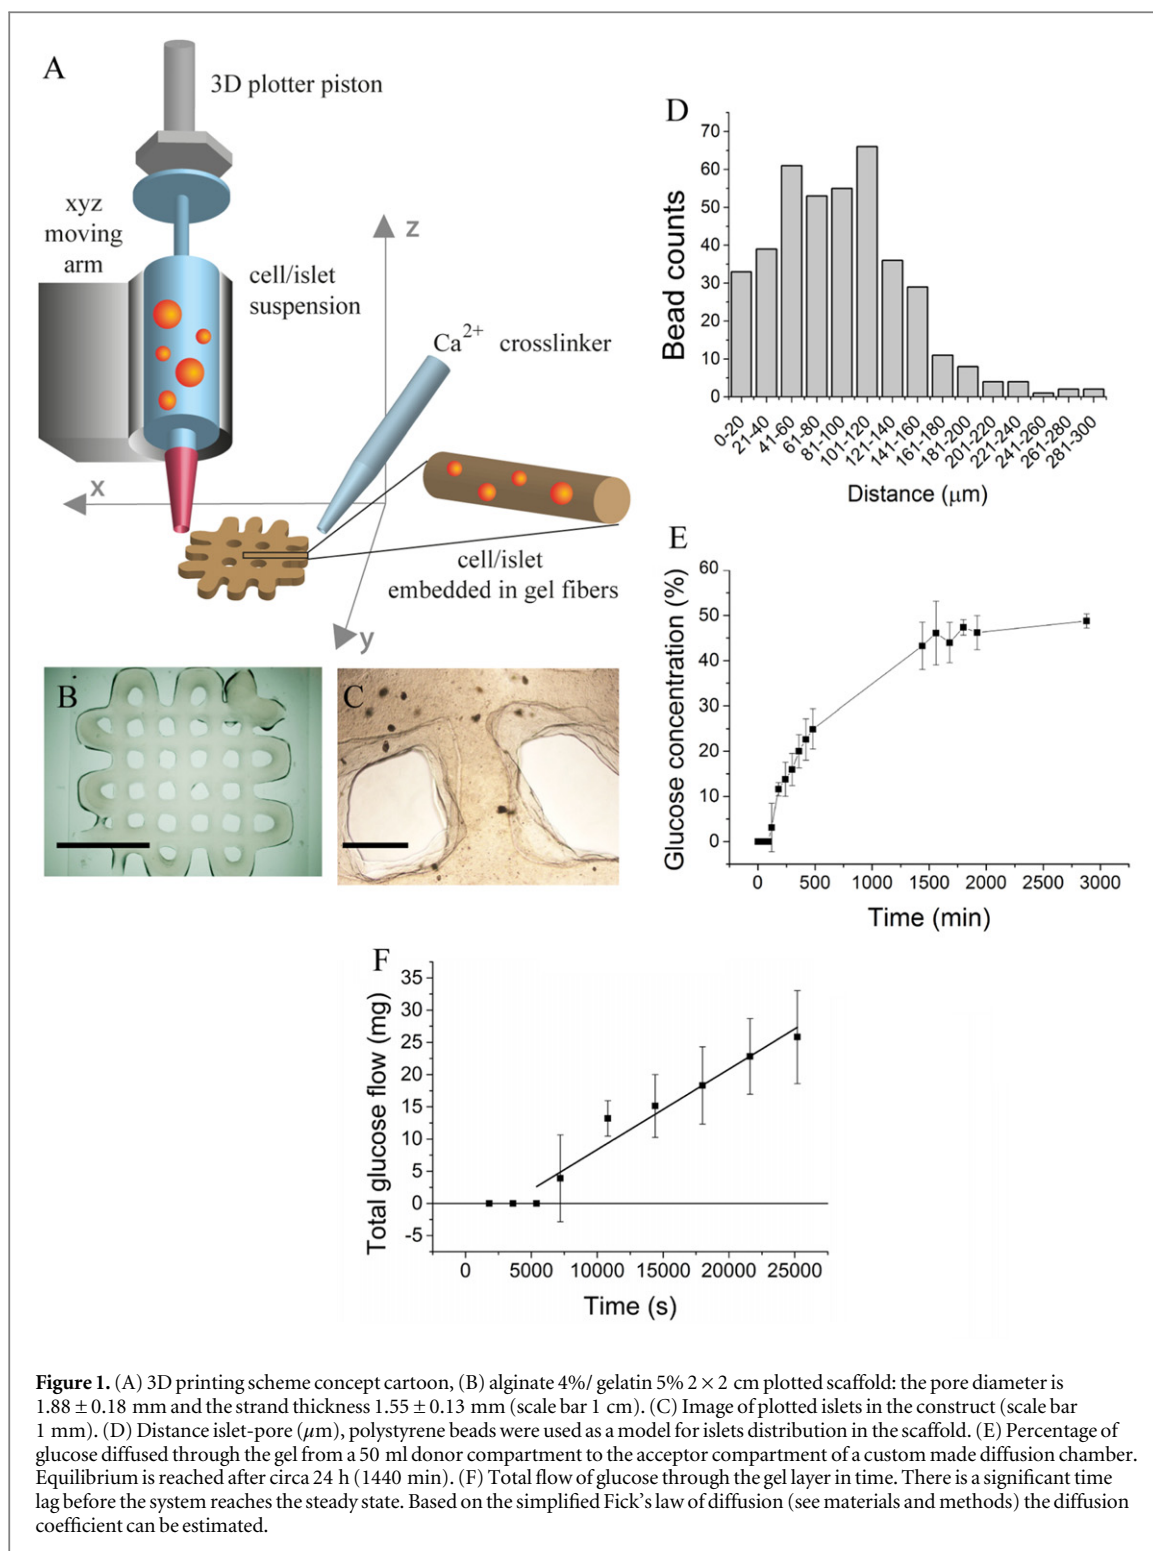 A
3D plotter piston
xyz
moving
arm
cell/islet
suspension
z
Ca2+ crosslinker
x
cell/islet
embedded in gel fibers
y
B
C
D
Bead counts
70
60
50
40
30
20
10
0
0-20
21-40
41-60
61-80
81-100
101-120
121-140
141-160
161-180
181-200
201-220
221-240
241-260
261-280
281-300
Distance (μm)
E
Glucose concentration (%)
60
50
40
30
20
10
0
0 500 1000 1500 2000 2500 3000
Time (min)
F
Total glucose flow (mg)
35
30
25
20
15
10
5
0
-5
0 5000 10000 15000 20000 25000
Time (s)
Figure 1. (A) 3D printing scheme concept cartoon, (B) alginate 4%/ gelatin 5% 2 × 2 cm plotted scaffold: the pore diameter is
1.88 ± 0.18 mm and the strand thickness 1.55 ± 0.13 mm (scale bar 1 cm). (C) Image of plotted islets in the construct (scale bar
1 mm). (D) Distance islet-pore (μm), polystyrene beads were used as a model for islets distribution in the scaffold. (E) Percentage of
glucose diffused through the gel from a 50 ml donor compartment to the acceptor compartment of a custom made diffusion chamber.
Equilibrium is reached after circa 24 h (1440 min). (F) Total flow of glucose through the gel layer in time. There is a significant time
lag before the system reaches the steady state. Based on the simplified Fick's law of diffusion (see materials and methods) the diffusion
coefficient can be estimated.